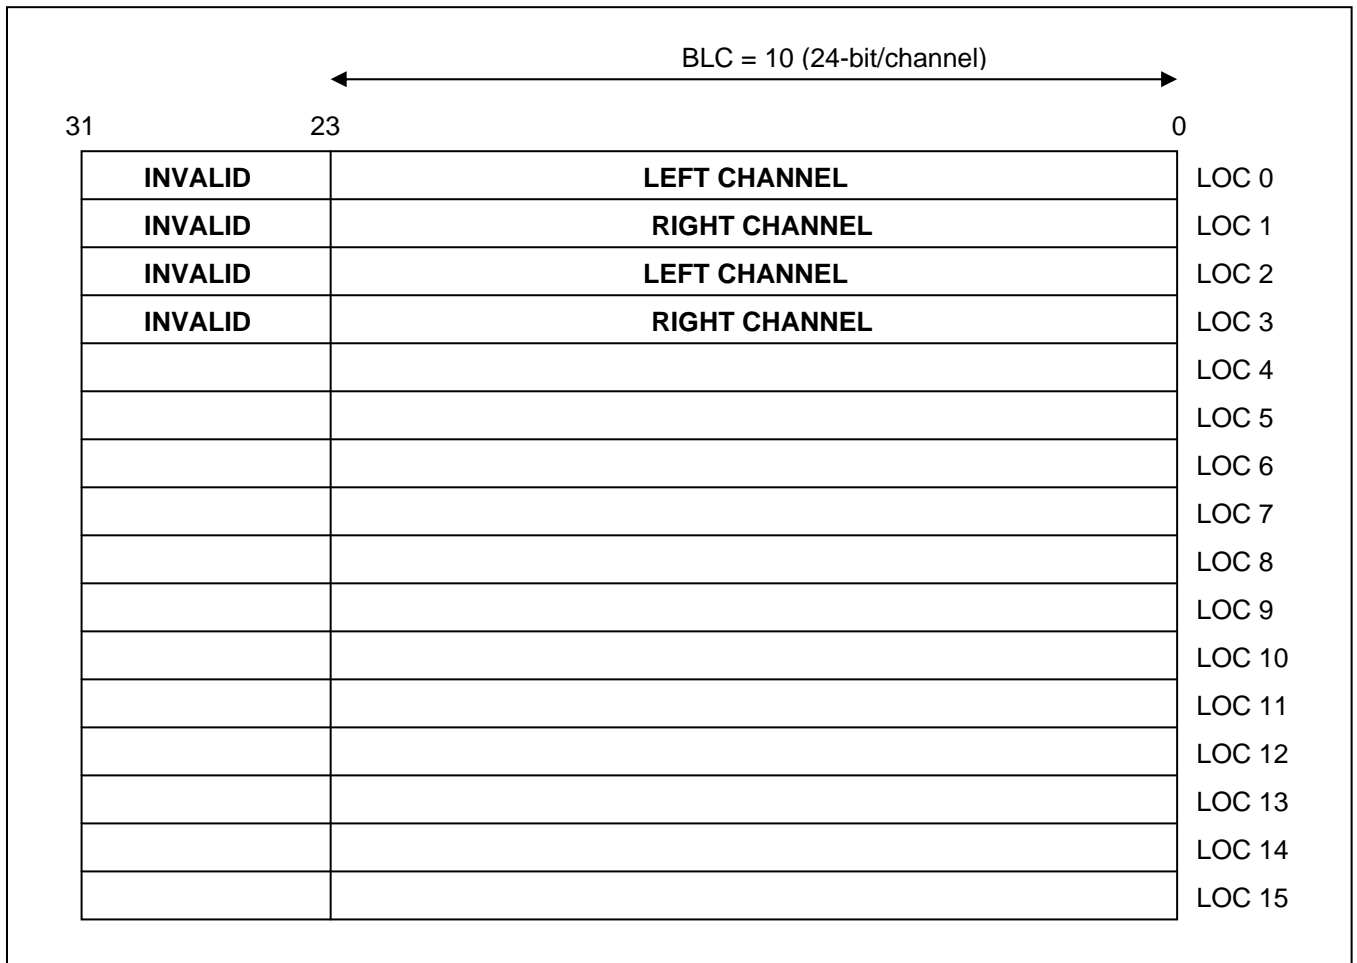 BLC = 10 (24-bit/channel)
31 23 0
INVALID LEFT CHANNEL LOC 0
INVALID RIGHT CHANNEL LOC 1
INVALID LEFT CHANNEL LOC 2
INVALID RIGHT CHANNEL LOC 3
LOC 4
LOC 5
LOC 6
LOC 7
LOC 8
LOC 9
LOC 10
LOC 11
LOC 12
LOC 13
LOC 14
LOC 15